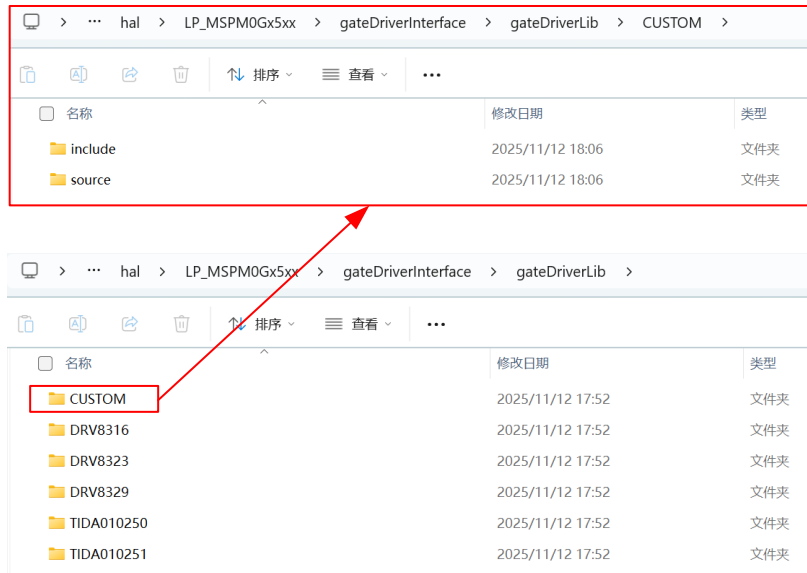 ··· hal > LP_MSPM0Gx5xx > gateDriverInterface > gateDriverLib > CUSTOM >
排序 查看 ···
名称 修改日期 类型
include 2025/11/12 18:06 文件夹
source 2025/11/12 18:06 文件夹
··· hal > LP_MSPM0Gx5xx > gateDriverInterface > gateDriverLib >
排序 查看 ···
名称 修改日期 类型
CUSTOM 2025/11/12 17:52 文件夹
DRV8316 2025/11/12 17:52 文件夹
DRV8323 2025/11/12 17:52 文件夹
DRV8329 2025/11/12 17:52 文件夹
TIDA010250 2025/11/12 17:52 文件夹
TIDA010251 2025/11/12 17:52 文件夹